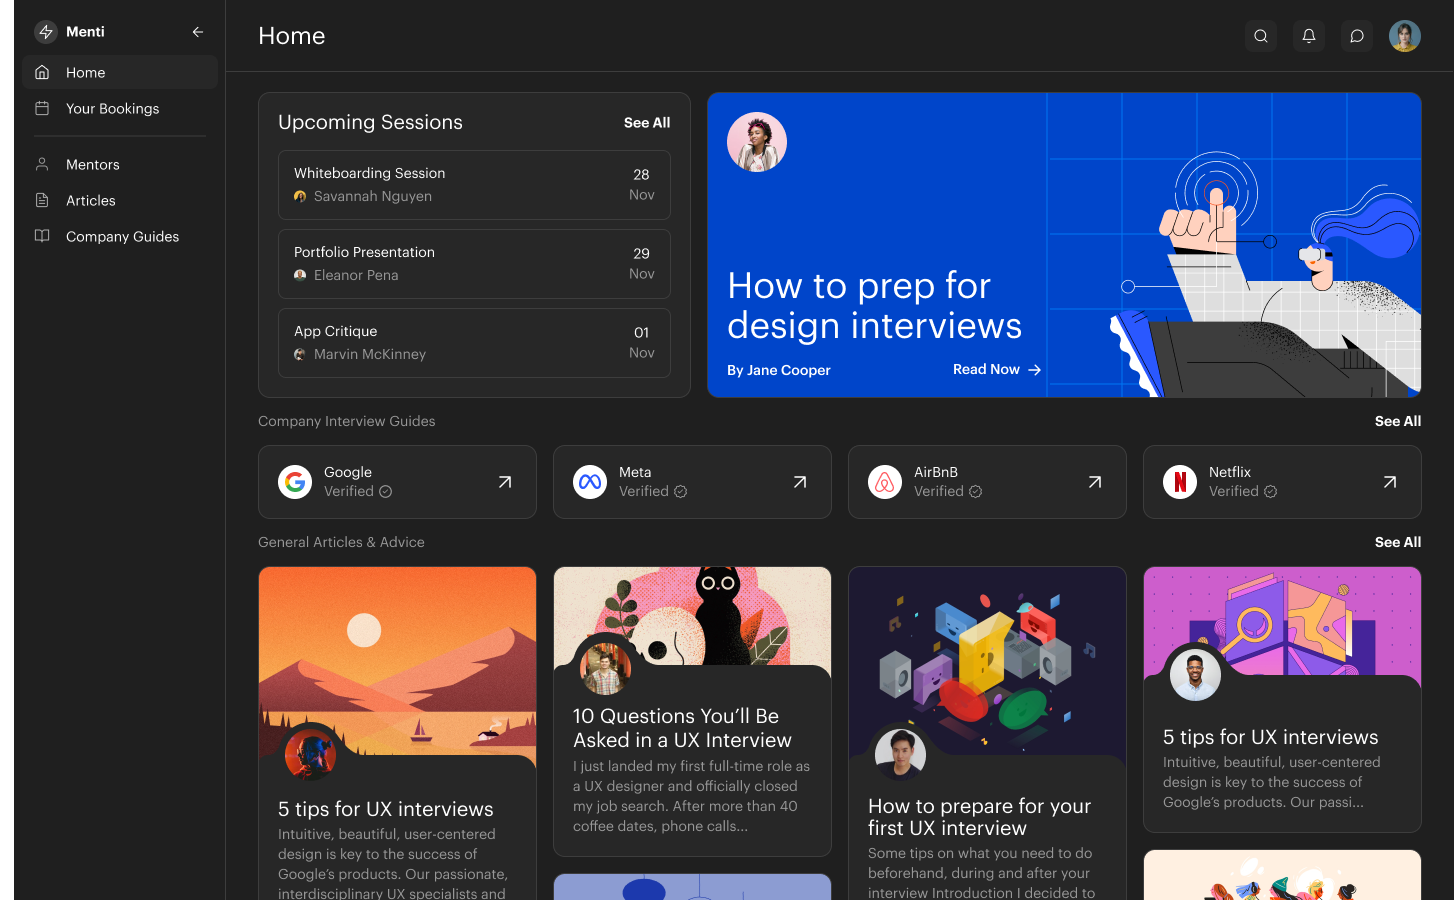 Menti
Home
Your Bookings
Mentors
Articles
Company Guides
Home
Upcoming Sessions
See All
Whiteboarding Session
Savannah Nguyen
28
Nov
Portfolio Presentation
Eleanor Pena
29
Nov
App Critique
Marvin McKinney
01
Nov
How to prep for
design interviews
By Jane Cooper
Read Now
Company Interview Guides
See All
Google
Verified
Meta
Verified
AirBnB
Verified
Netflix
Verified
General Articles & Advice
See All
5 tips for UX interviews
Intuitive, beautiful, user-centered
design is key to the success of
Google’s products. Our passionate,
interdisciplinary UX specialists and
10 Questions You’ll Be
Asked in a UX Interview
I just landed my first full-time role as
a UX designer and officially closed
my job search. After more than 40
coffee dates, phone calls...
How to prepare for your
first UX interview
Some tips on what you need to do
beforehand, during and after your
interview Introduction I decided to
5 tips for UX interviews
Intuitive, beautiful, user-centered
design is key to the success of
Google’s products. Our passi...